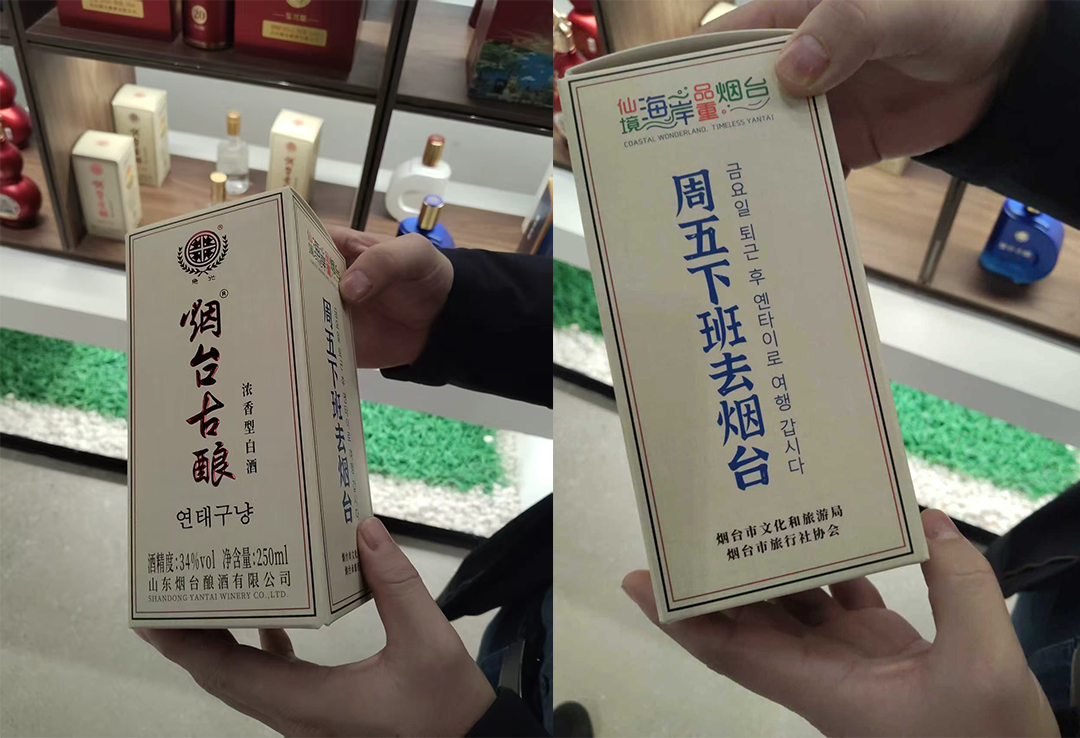 烟台古酿
®
浓香型白酒
연태구냥
酒精度:34%vol 净含量:250ml
山东烟台酿酒有限公司
SHANDONG YANTAI WINERY CO.,LTD.
周五下班去烟台
仙境海岸 品重烟台
COASTAL WONDERLAND, TIMELESS YANTAI
周五下班去烟台
금요일 퇴근 후 옌타이로 여행 갑시다
烟台市文化和旅游局
烟台市旅行社协会
20